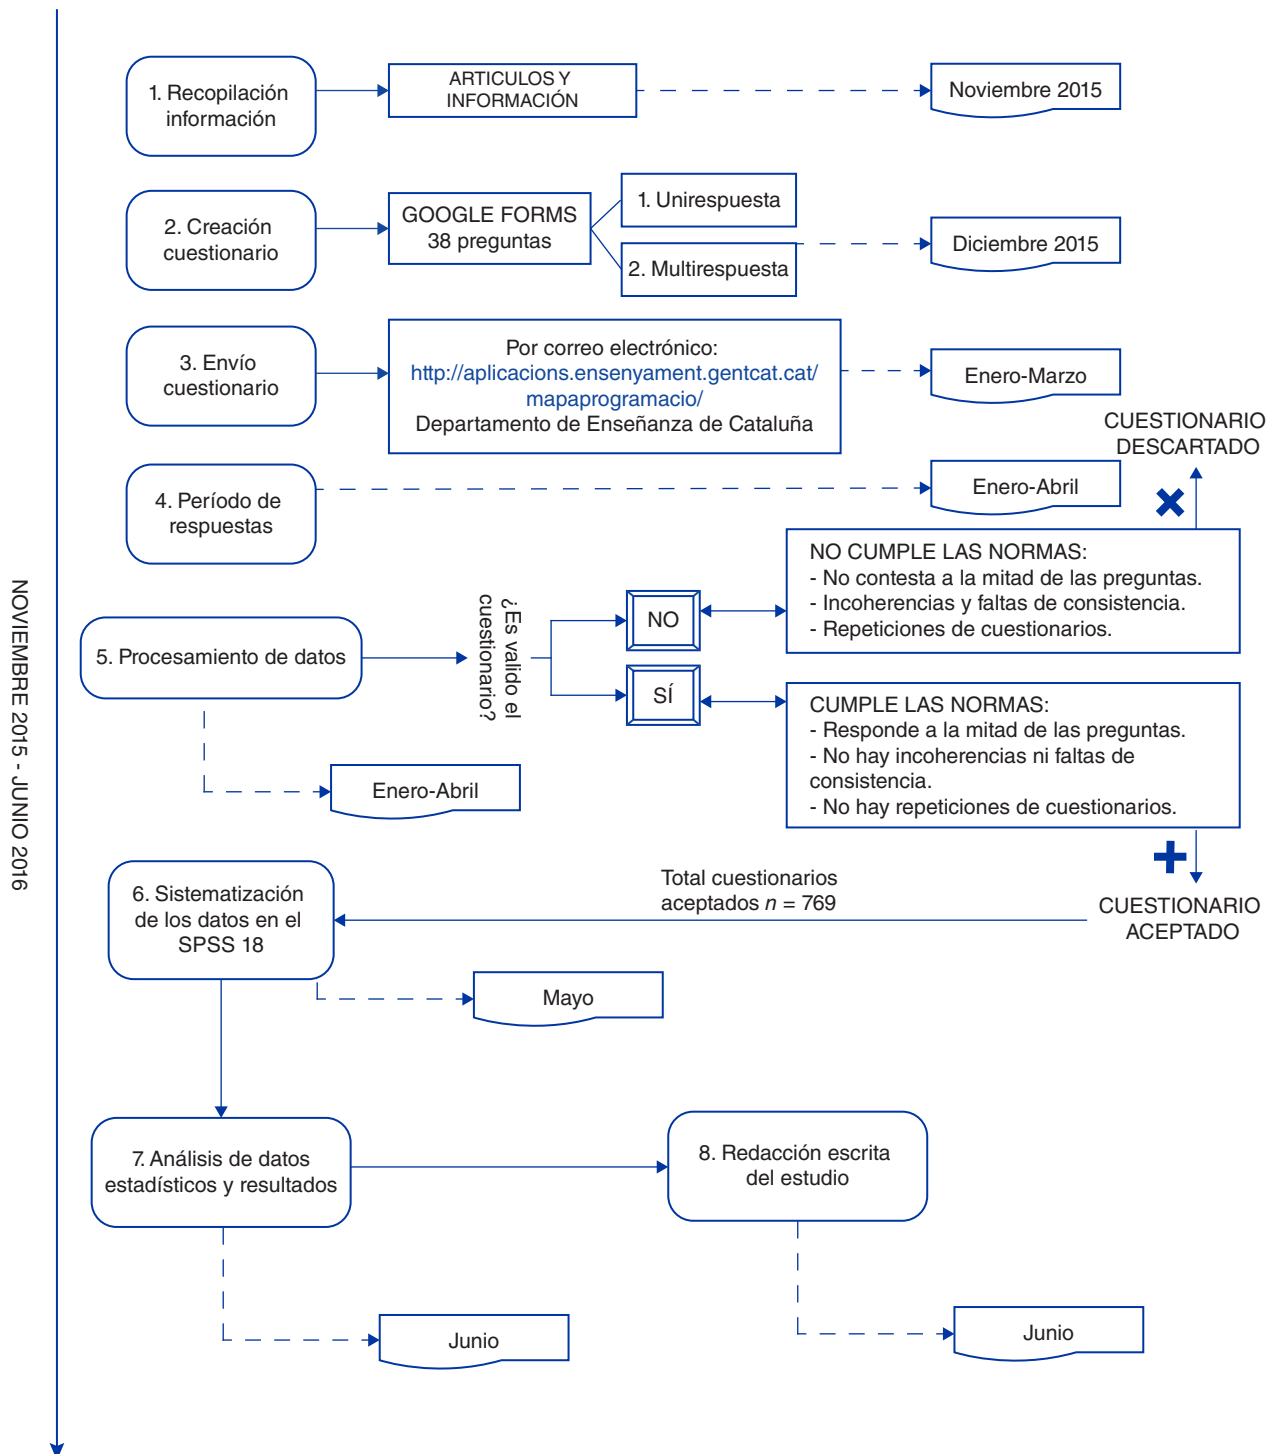 1. Recopilación
información
ARTICULOS Y
INFORMACIÓN
Noviembre 2015
2. Creación
cuestionario
GOOGLE FORMS
38 preguntas
1. Unirespuesta
2. Multirespuesta
Diciembre 2015
3. Envío
cuestionario
Por correo electrónico:
http://aplicacions.ensenyament.gentcat.cat/
mapaprogramacio/
Departamento de Enseñanza de Cataluña
Enero-Marzo
CUESTIONARIO
DESCARTADO
4. Período de
respuestas
Enero-Abril
NO CUMPLE LAS NORMAS:
- No contesta a la mitad de las preguntas.
- Incoherencias y faltas de consistencia.
- Repeticiones de cuestionarios.
5. Procesamiento de datos
¿Es valido el
cuestionario?
NO
SÍ
CUMPLE LAS NORMAS:
- Responde a la mitad de las preguntas.
- No hay incoherencias ni faltas de
consistencia.
- No hay repeticiones de cuestionarios.
Enero-Abril
NOVIEMBRE 2015 - JUNIO 2016
6. Sistematización
de los datos en el
SPSS 18
Total cuestionarios
aceptados n = 769
CUESTIONARIO
ACEPTADO
Mayo
7. Análisis de datos
estadísticos y resultados
8. Redacción escrita
del estudio
Junio
Junio